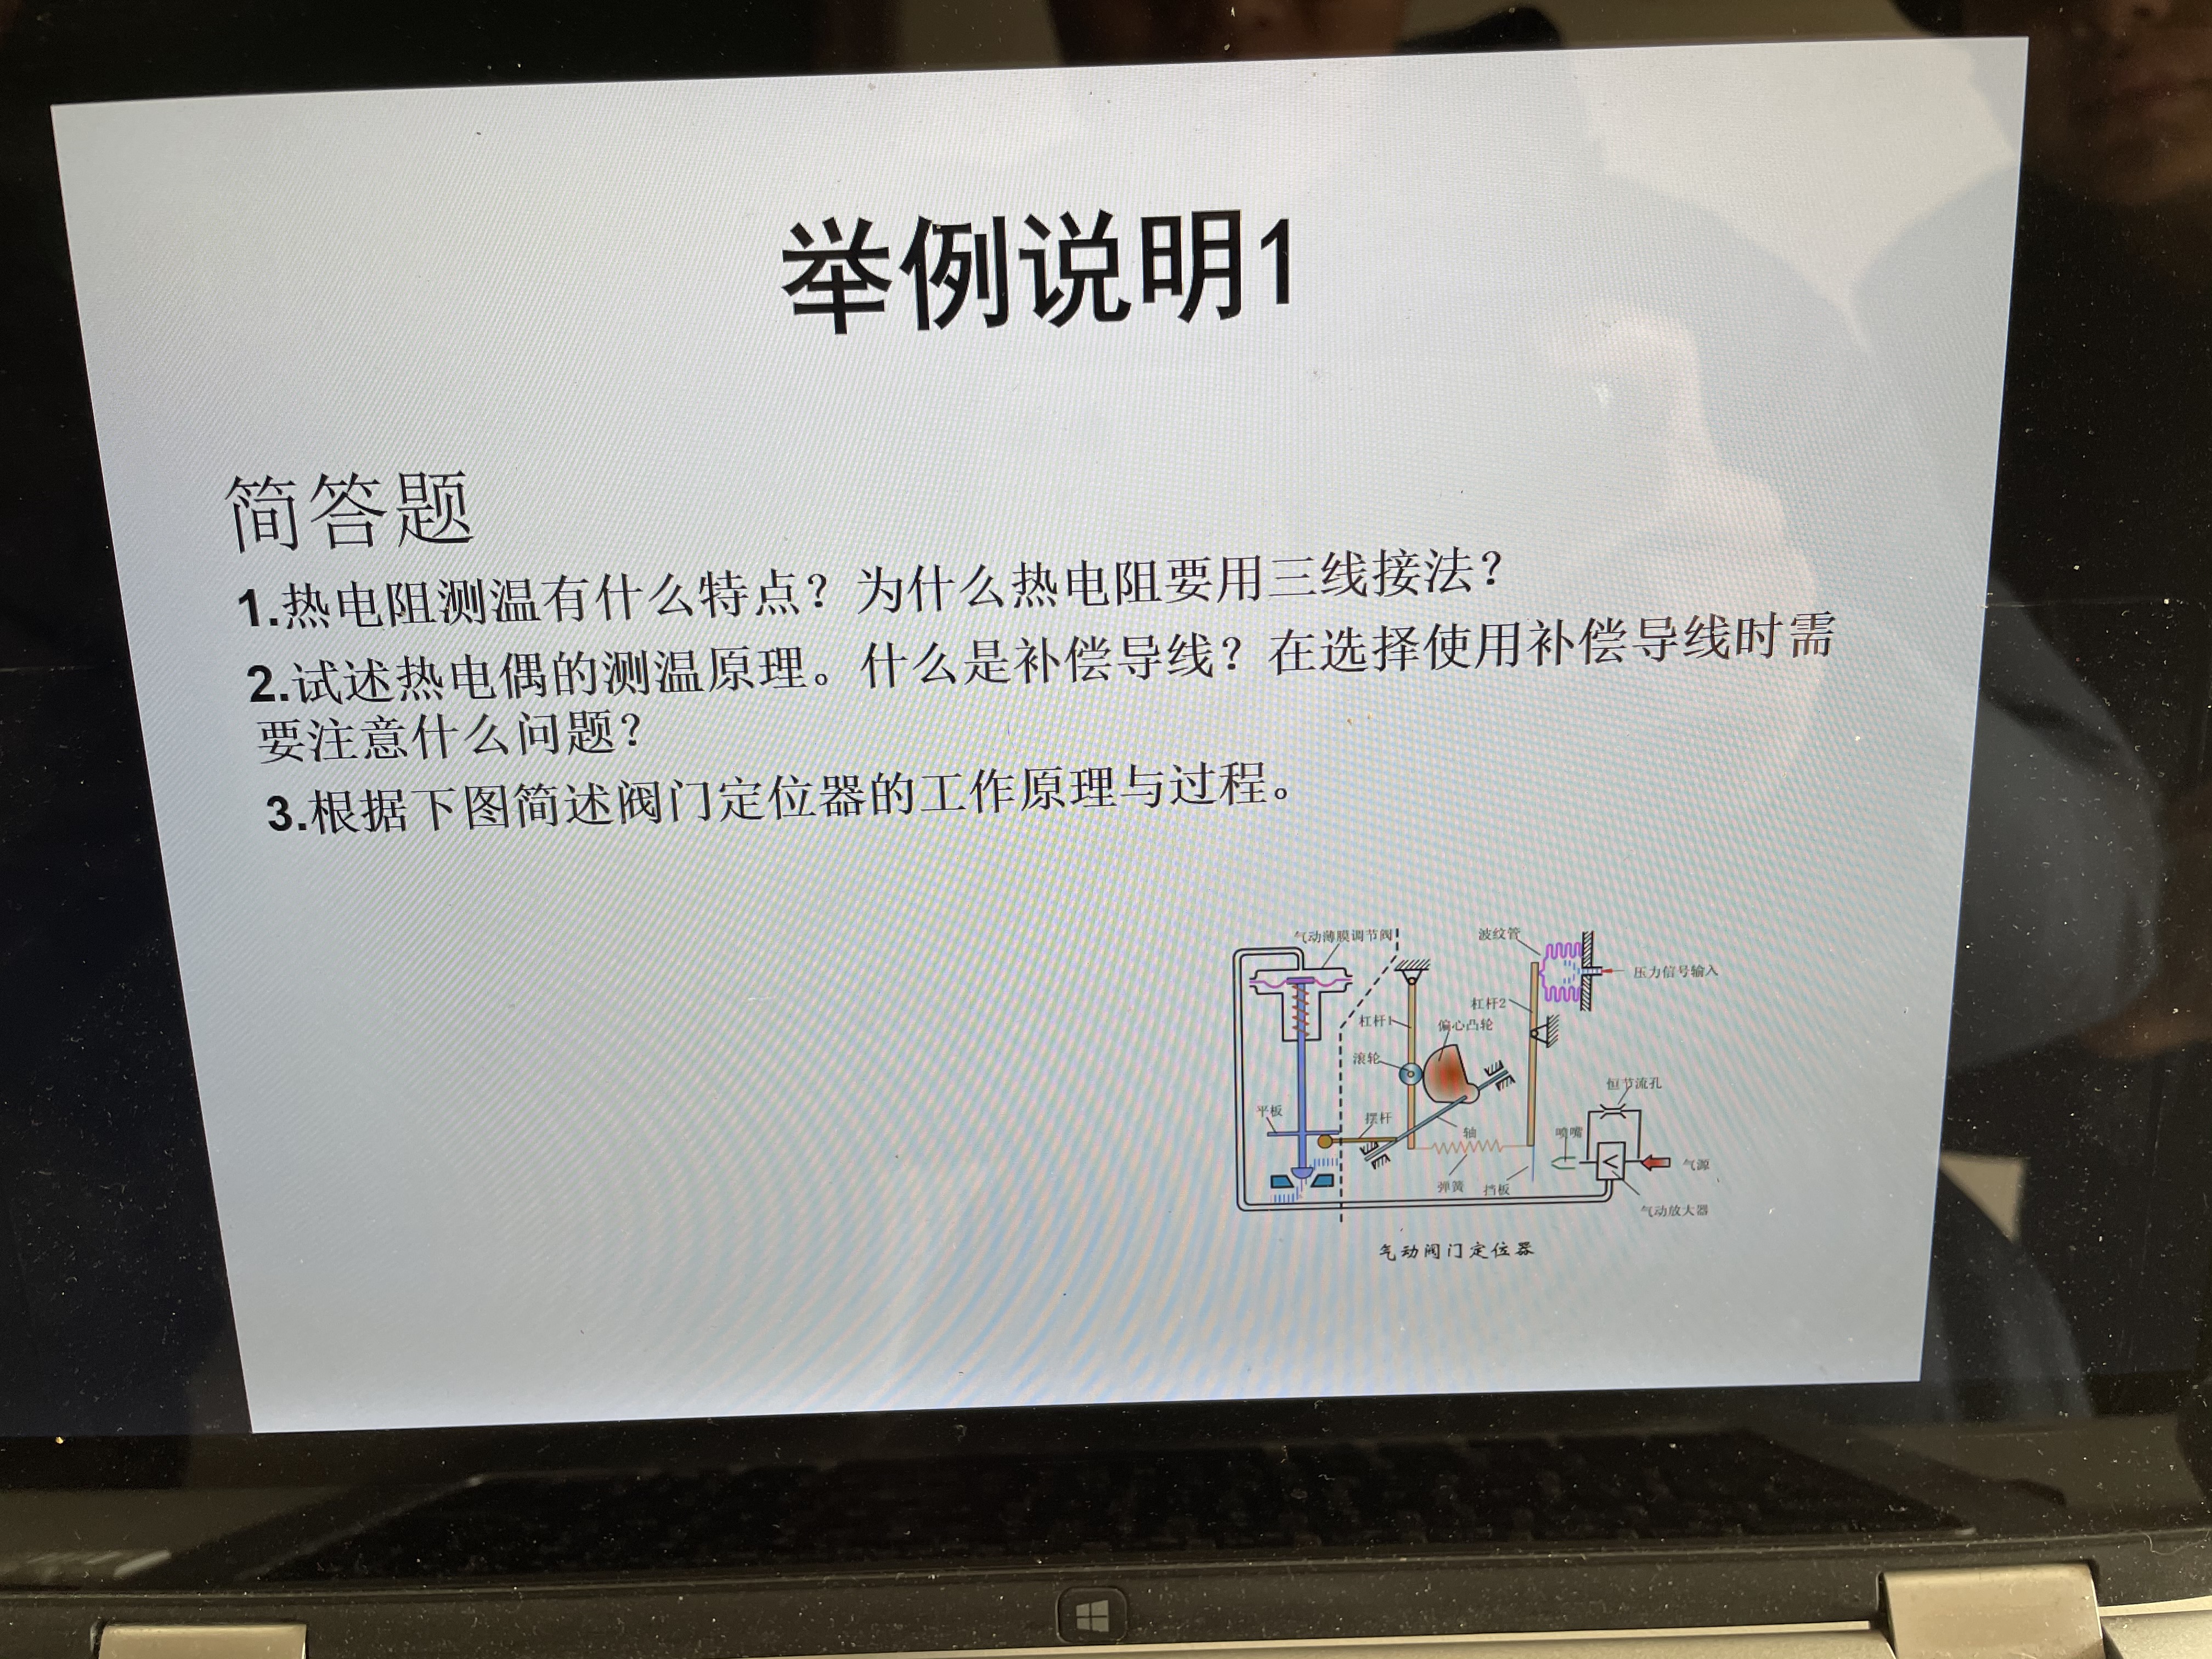 举例说明1
简答题
1.热电阻测温有什么特点？为什么热电阻要用三线接法？
2.试述热电偶的测温原理。什么是补偿导线？在选择使用补偿导线时需
要注意什么问题？
3.根据下图简述阀门定位器的工作原理与过程。
气动薄膜调节阀
波纹管
压力信号输入
杠杆2
杠杆1
偏心凸轮
滚轮
恒节流孔
平板
摆杆
轴
喷嘴
气源
弹簧
挡板
气动放大器
气动阀门定位器